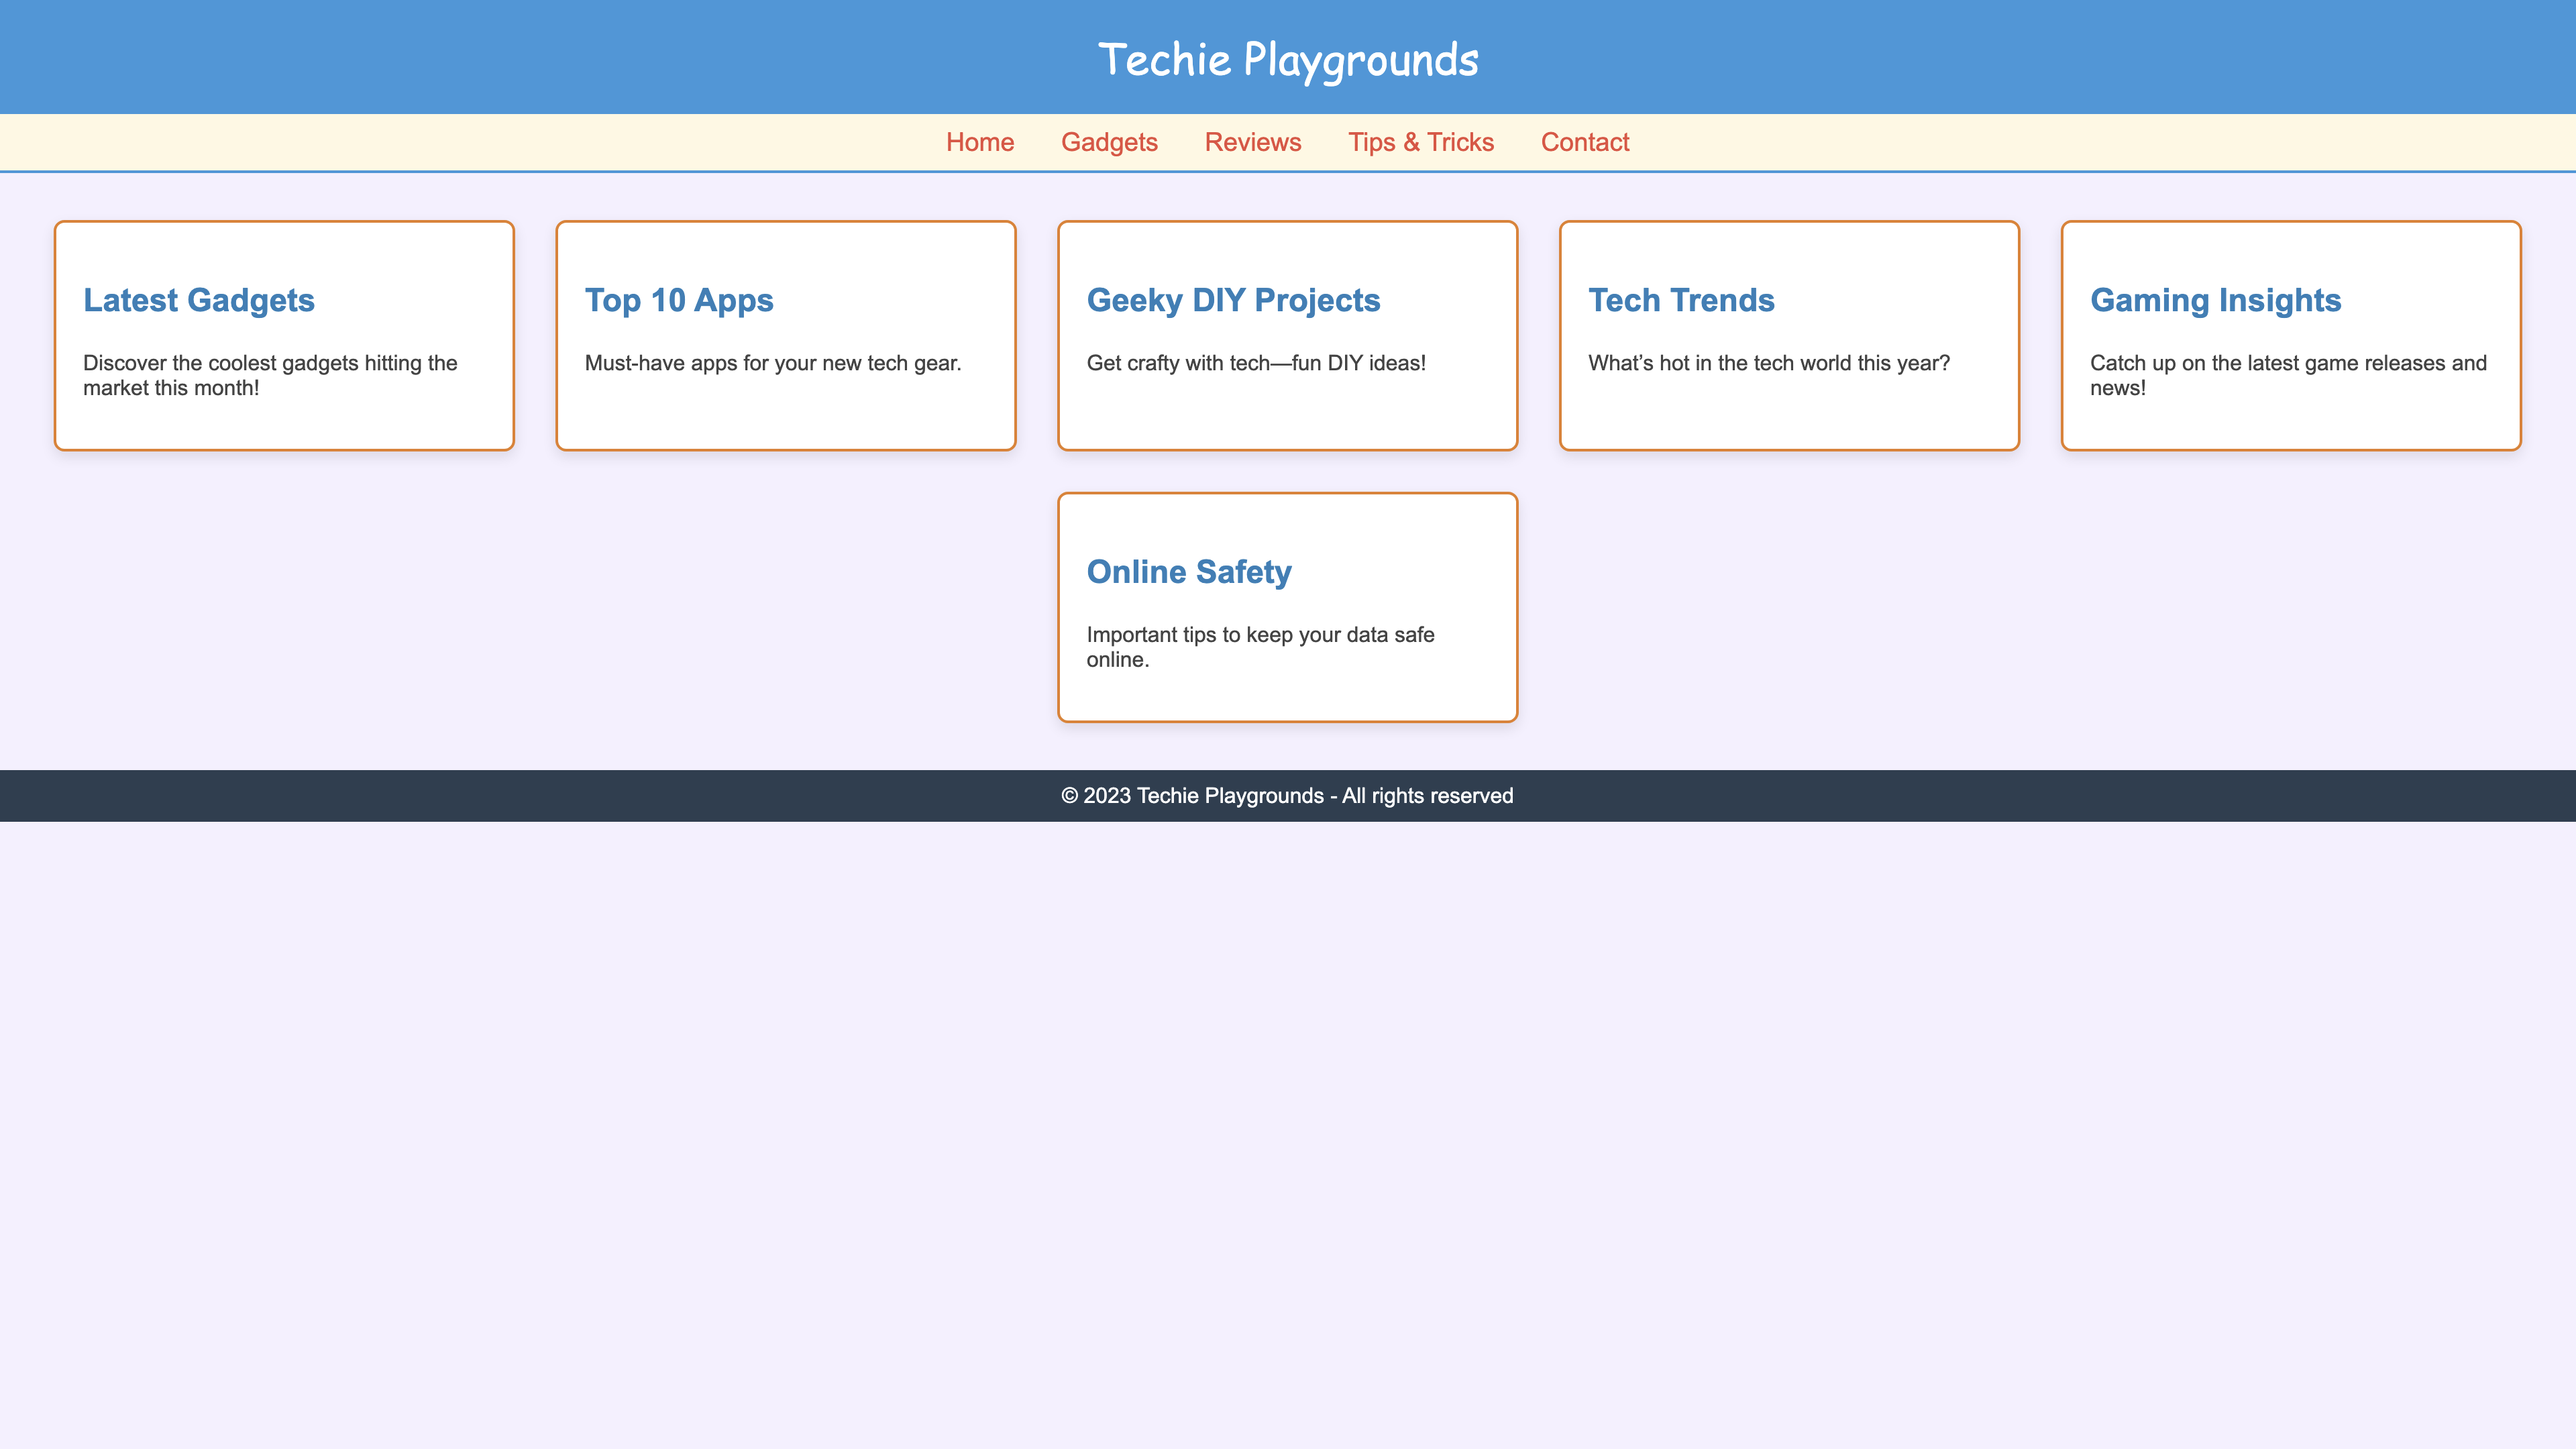 Techie Playgrounds
Home Gadgets Reviews Tips & Tricks Contact
Latest Gadgets
Discover the coolest gadgets hitting the
market this month!
Top 10 Apps
Must-have apps for your new tech gear.
Geeky DIY Projects
Get crafty with tech—fun DIY ideas!
Tech Trends
What’s hot in the tech world this year?
Gaming Insights
Catch up on the latest game releases and
news!
Online Safety
Important tips to keep your data safe
online.
© 2023 Techie Playgrounds - All rights reserved